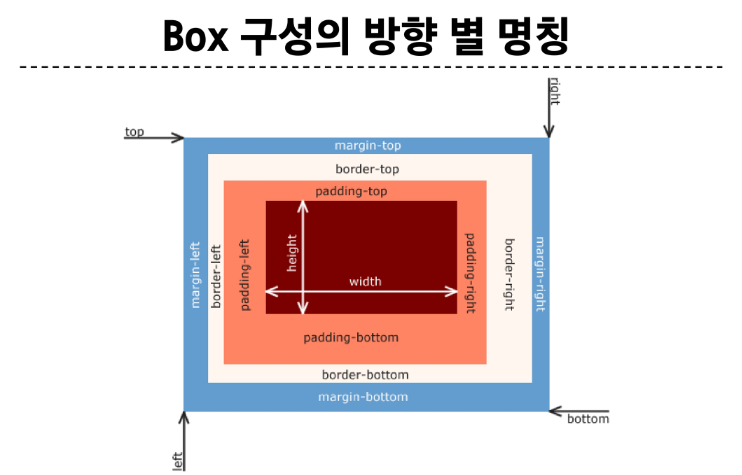 Box 구성의 방향 별 명칭
right
top
margin-top
border-top
padding-top
margin-left
border-left
padding-left
height
width
padding-right
border-right
margin-right
padding-bottom
border-bottom
margin-bottom
bottom
left